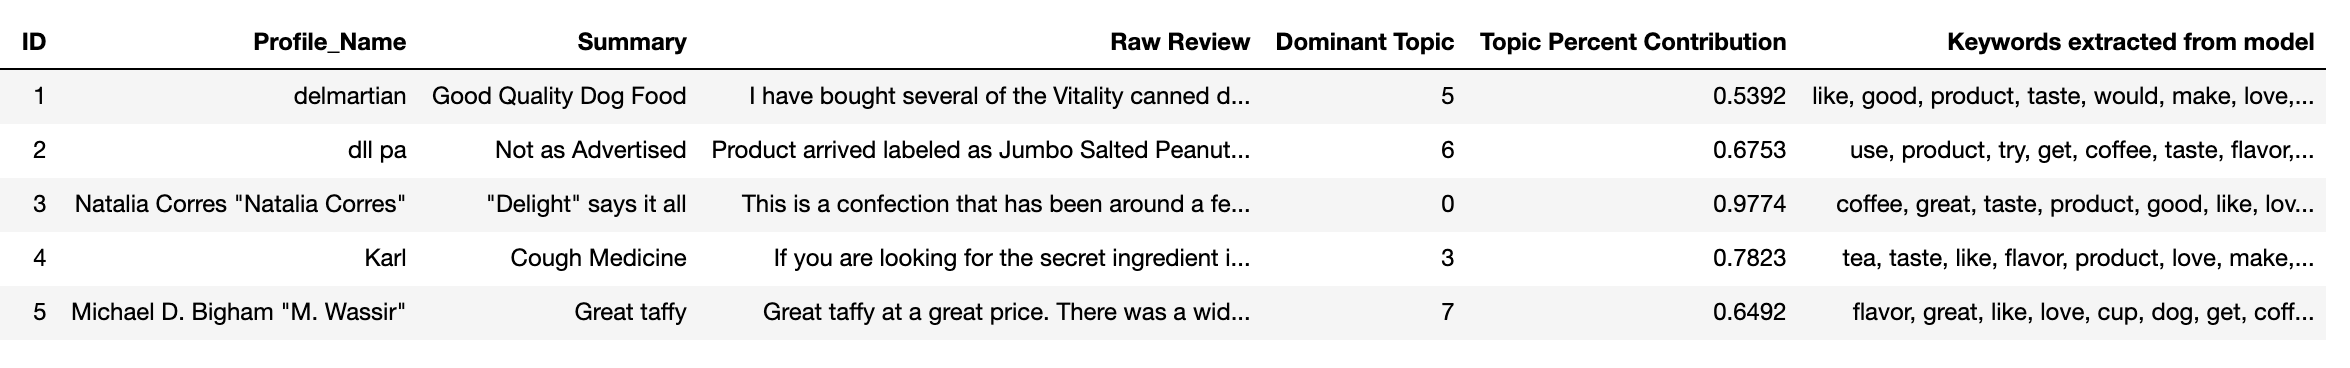 ID Profile_Name Summary Raw Review Dominant Topic Topic Percent Contribution Keywords extracted from model
1 delmartian Good Quality Dog Food I have bought several of the Vitality canned d... 5 0.5392 like, good, product, taste, would, make, love,...
2 dll pa Not as Advertised Product arrived labeled as Jumbo Salted Peanut... 6 0.6753 use, product, try, get, coffee, taste, flavor,...
3 Natalia Corres "Natalia Corres" "Delight" says it all This is a confection that has been around a fe... 0 0.9774 coffee, great, taste, product, good, like, lov...
4 Karl Cough Medicine If you are looking for the secret ingredient i... 3 0.7823 tea, taste, like, flavor, product, love, make,...
5 Michael D. Bigham "M. Wassir" Great taffy Great taffy at a great price. There was a wid... 7 0.6492 flavor, great, like, love, cup, dog, get, coff...